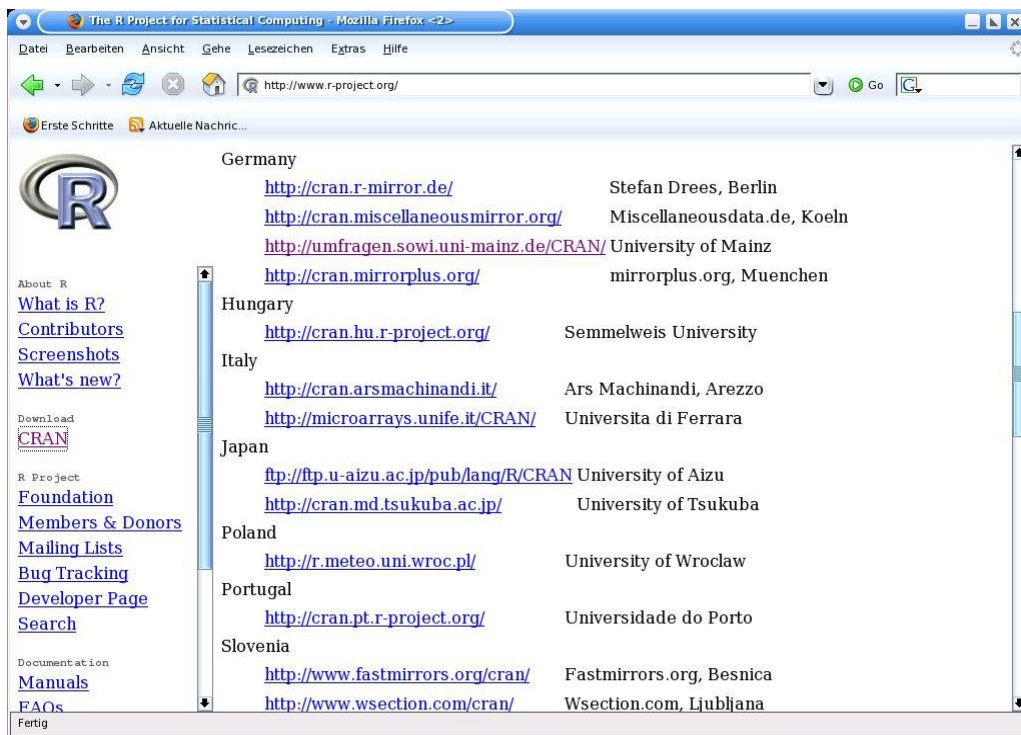 The R Project for Statistical Computing - Mozilla Firefox <2>
Datei Bearbeiten Ansicht Gehe Lesezeichen Extras Hilfe
http://www.r-project.org/ Go G
Erste Schritte Aktuelle Nachric...
R
About R
What is R?
Contributors
Screenshots
What's new?
Download
CRAN
R Project
Foundation
Members & Donors
Mailing Lists
Bug Tracking
Developer Page
Search
Documentation
Manuals
FAQs
Germany
http://cran.r-mirror.de/ Stefan Drees, Berlin
http://cran.miscellaneousmirror.org/ Miscellaneousdata.de, Koeln
http://umfragen.sowi.uni-mainz.de/CRAN/ University of Mainz
http://cran.mirrorplus.org/ mirrorplus.org, Muenchen
Hungary
http://cran.hu.r-project.org/ Semmelweis University
Italy
http://cran.arsmachinandi.it/ Ars Machinandi, Arezzo
http://microarrays.unife.it/CRAN/ Universita di Ferrara
Japan
ftp://ftp.u-aizu.ac.jp/pub/lang/R/CRAN University of Aizu
http://cran.md.tsukuba.ac.jp/ University of Tsukuba
Poland
http://r.meteo.uni.wroc.pl/ University of Wroclaw
Portugal
http://cran.pt.r-project.org/ Universidade do Porto
Slovenia
http://www.fastmirrors.org/cran/ Fastmirrors.org, Besnica
http://www.wsection.com/cran/ Wsection.com, Ljubljana
Fertig